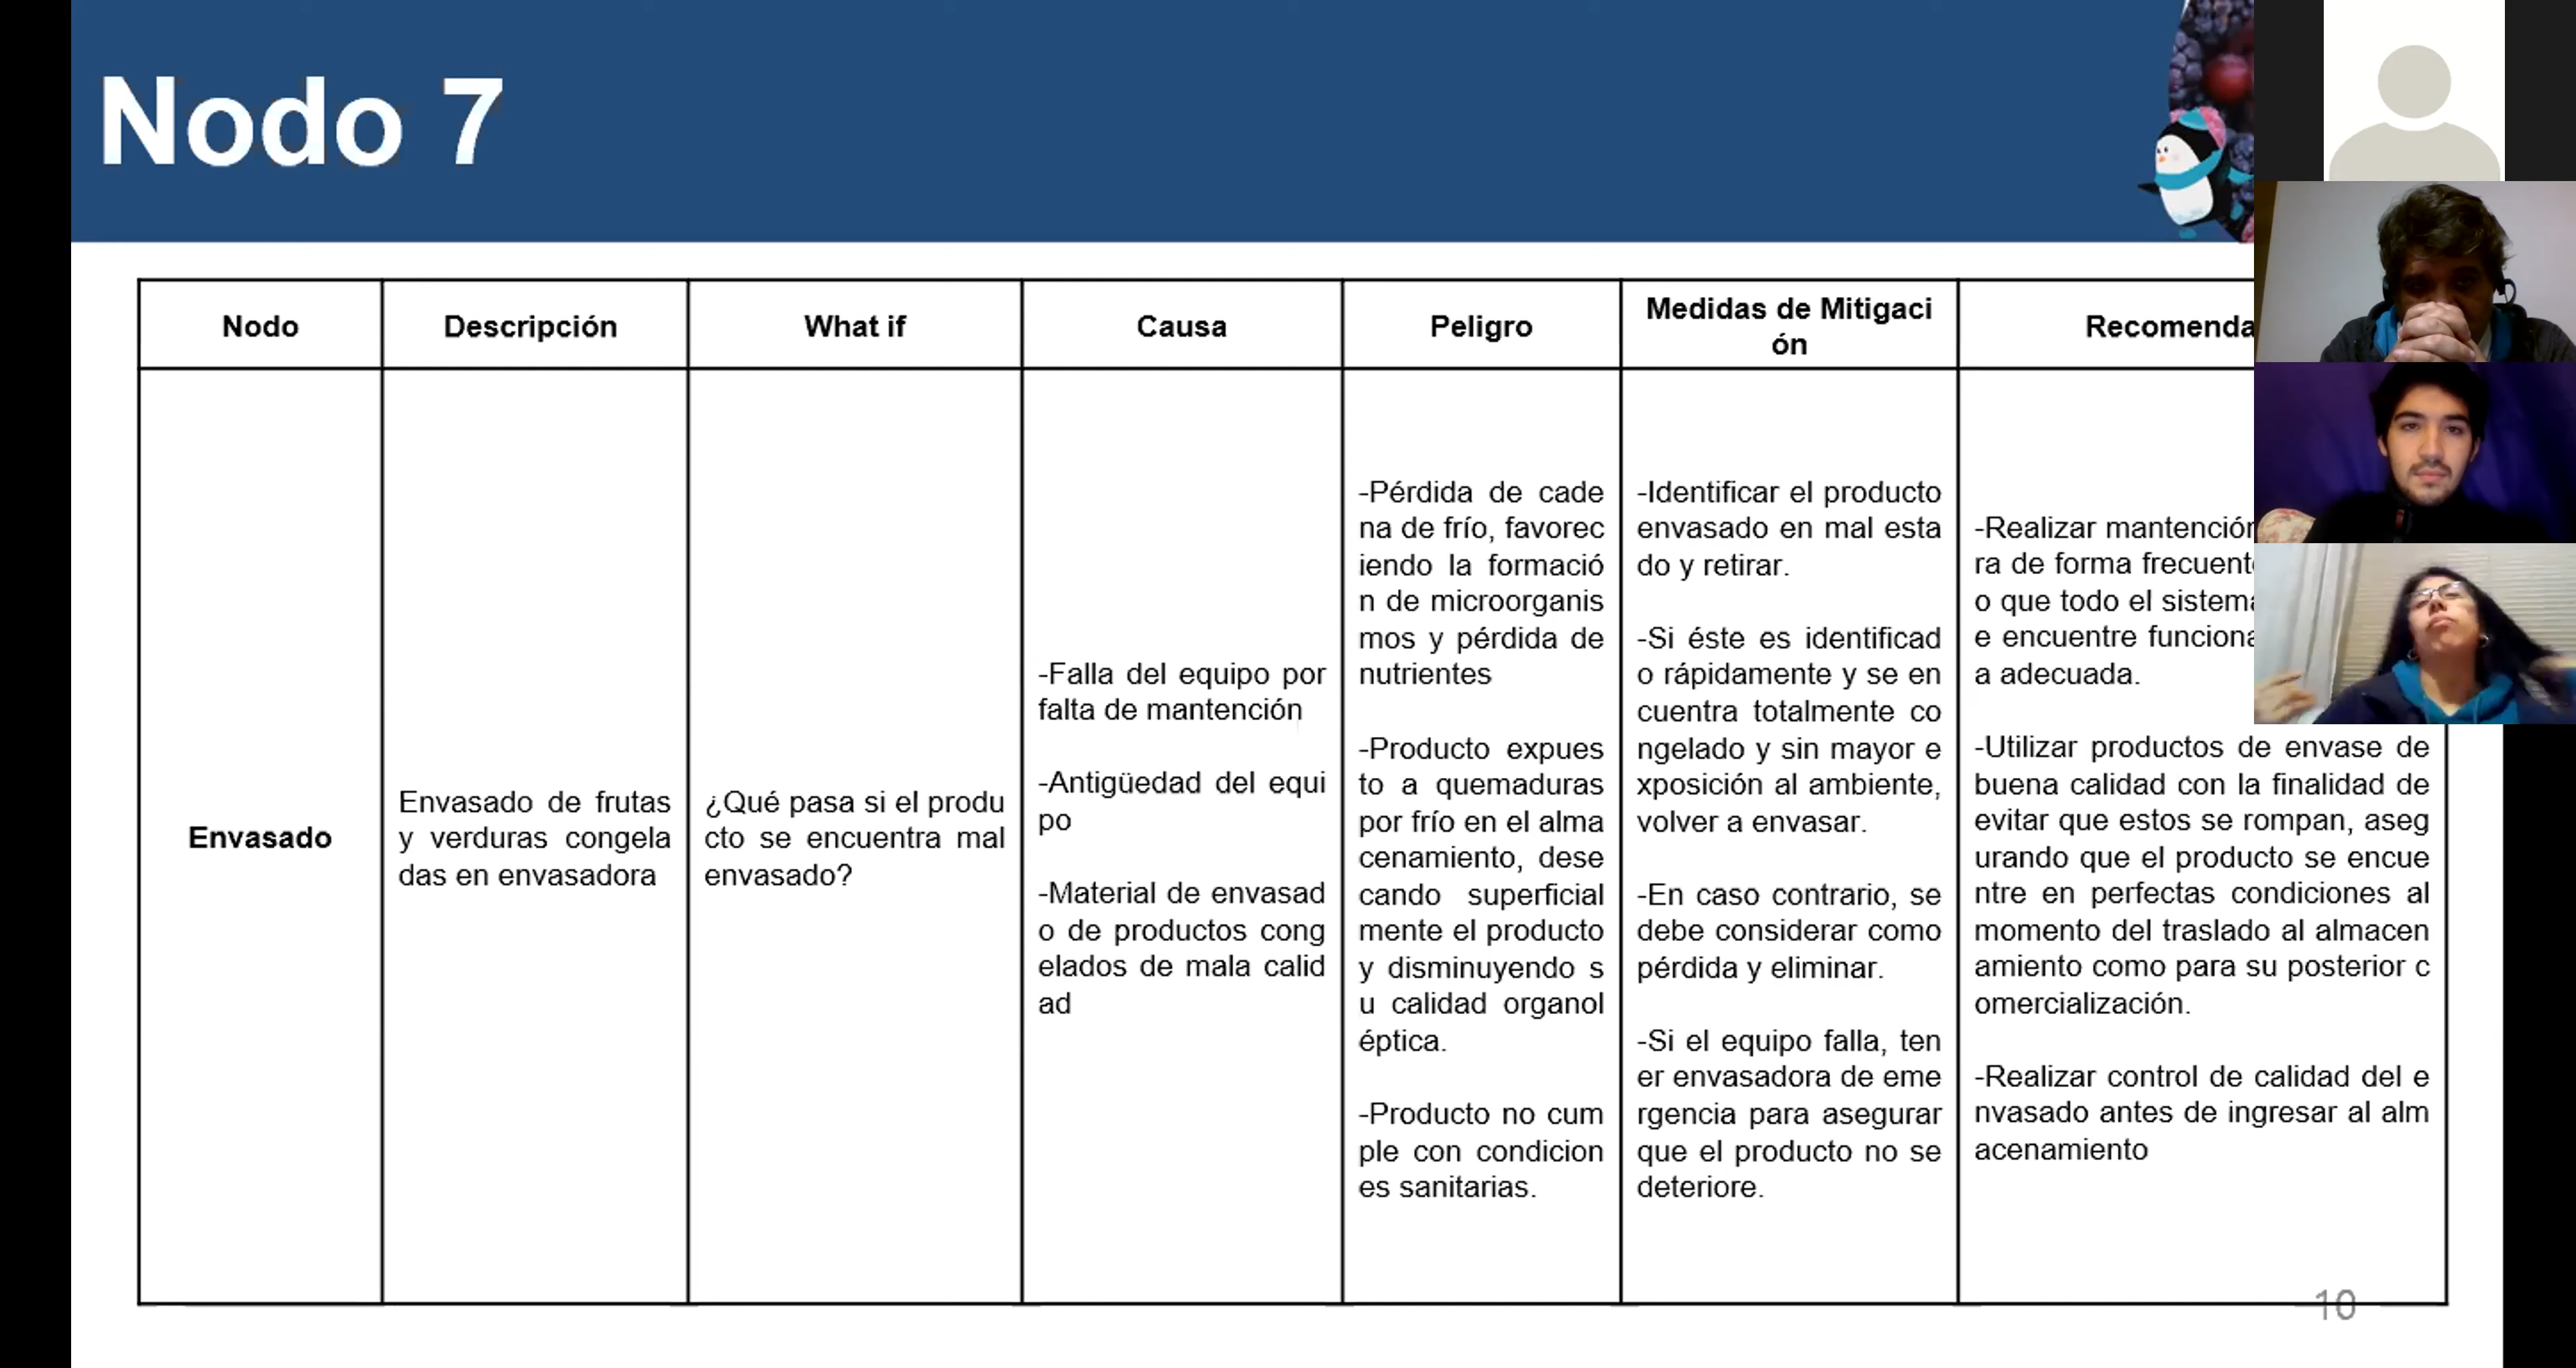 Nodo 7
Nodo
Descripción
What if
Causa
Peligro
Medidas de Mitigaci
ón
Recomenda
Envasado
Envasado de frutas
y verduras congela
das en envasadora
¿Qué pasa si el produ
cto se encuentra mal
envasado?
-Falla del equipo por
falta de mantención
-Antigüedad del equi
po
-Material de envasad
o de productos cong
elados de mala calid
ad
-Pérdida de cade
na de frío, favorec
iendo la formació
n de microorganis
mos y pérdida de
nutrientes
-Producto expues
to a quemaduras
por frío en el alma
cenamiento, dese
cando superficial
mente el producto
y disminuyendo s
u calidad organol
éptica.
-Producto no cum
ple con condicion
es sanitarias.
-Identificar el producto
envasado en mal esta
do y retirar.
-Si éste es identificad
o rápidamente y se en
cuentra totalmente co
ngelado y sin mayor e
xposición al ambiente,
volver a envasar.
-En caso contrario, se
debe considerar como
pérdida y eliminar.
-Si el equipo falla, ten
er envasadora de eme
rgencia para asegurar
que el producto no se
deteriore.
-Realizar mantención
ra de forma frecuent
o que todo el sistema
e encuentre funciona
a adecuada.
-Utilizar productos de envase de
buena calidad con la finalidad de
evitar que estos se rompan, aseg
urando que el producto se encue
ntre en perfectas condiciones al
momento del traslado al almacen
amiento como para su posterior c
omercialización.
-Realizar control de calidad del e
nvasado antes de ingresar al alm
acenamiento
10